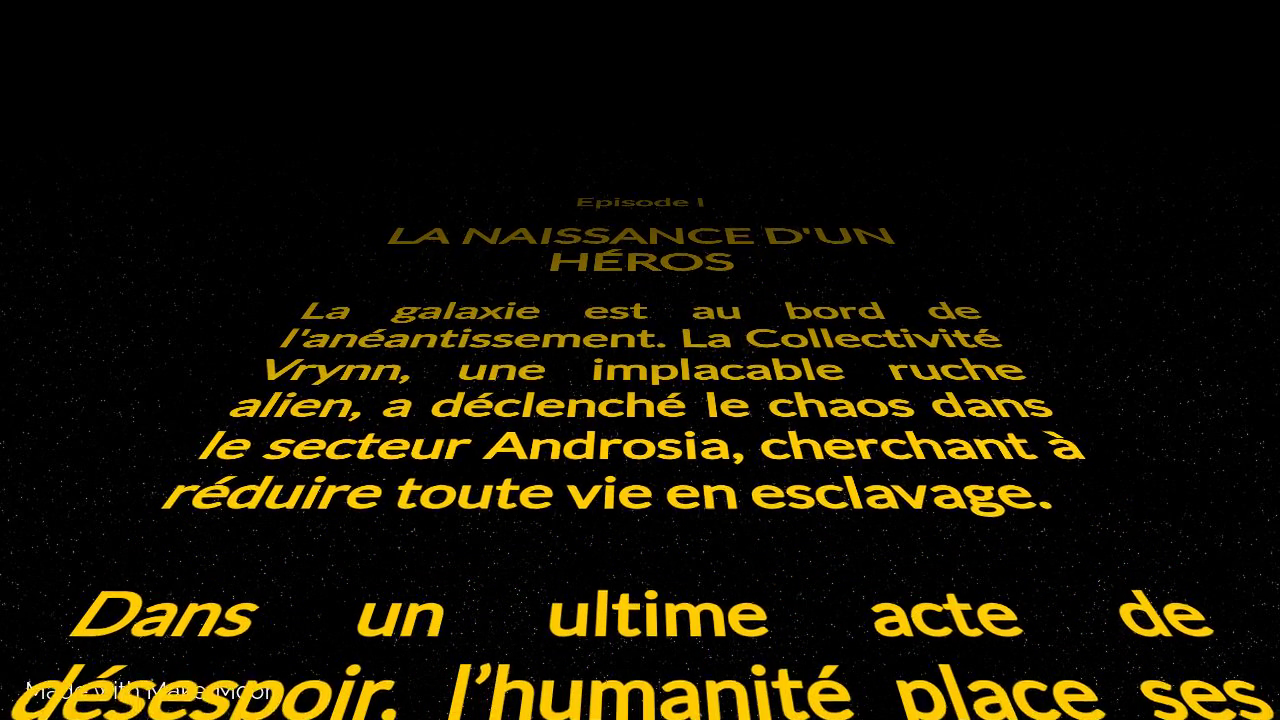 Episode I
LA NAISSANCE D'UN
HÉROS
La galaxie est au bord de
l'anéantissement. La Collectivité
Vrynn, une implacable ruche
alien, a déclenché le chaos dans
le secteur Androsia, cherchant à
réduire toute vie en esclavage.
Dans un ultime acte de
désespoir, l’humanité place ses
Made with